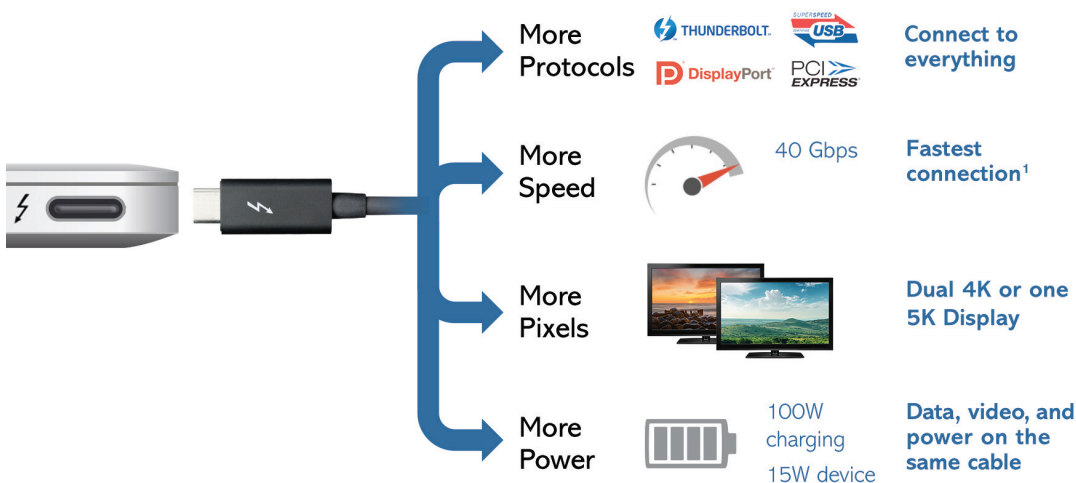 More
Protocols
THUNDERBOLT™
SUPERSPEED
USB
DisplayPort
PCI
EXPRESS
Connect to
everything
More
Speed
40 Gbps
Fastest
connection¹
More
Pixels
Dual 4K or one
5K Display
More
Power
100W
charging
15W device
Data, video, and
power on the
same cable